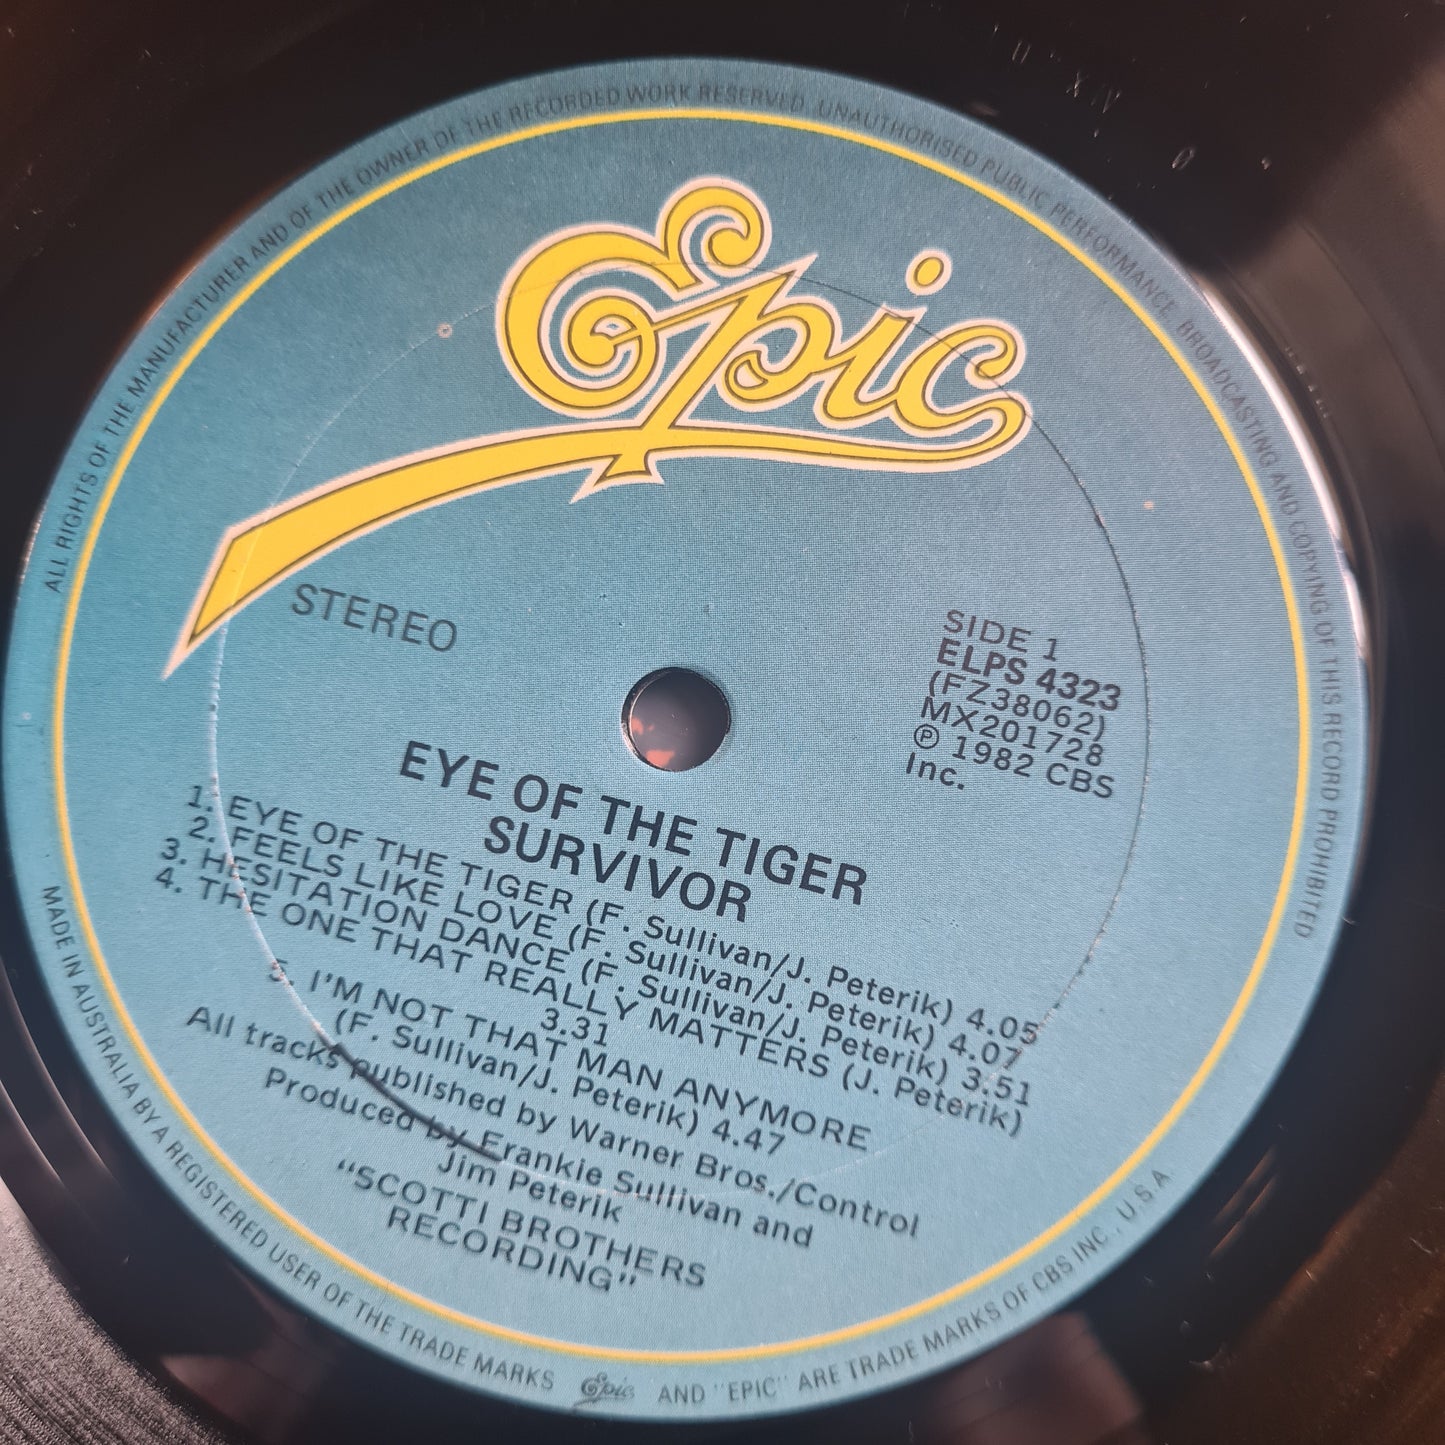 ALL RIGHTS OF THE MANUFACTURER AND OF THE OWNER OF THE RECORDED WORK RESERVED. UNAUTHORISED PUBLIC PERFORMANCE, BROADCASTING AND COPYING OF THIS RECORD PROHIBITED
Epic
STEREO
SIDE 1
ELPS 4323
(FZ38062)
MX201728
℗ 1982 CBS
Inc.
EYE OF THE TIGER
SURVIVOR
1. EYE OF THE TIGER (F. Sullivan/J. Peterik) 4.05
2. FEELS LIKE LOVE (F. Sullivan/J. Peterik) 4.07
3. HESITATION DANCE (F. Sullivan/J. Peterik) 3.51
4. THE ONE THAT REALLY MATTERS (J. Peterik)
3.31
5. I'M NOT THAT MAN ANYMORE
(F. Sullivan/J. Peterik) 4.47
All tracks published by Warner Bros./Control
Produced by Frankie Sullivan and
Jim Peterik
"SCOTTI BROTHERS
RECORDING"
MADE IN AUSTRALIA BY A REGISTERED USER OF THE TRADE MARKS Epic AND "EPIC" ARE TRADE MARKS OF CBS INC., U.S.A.